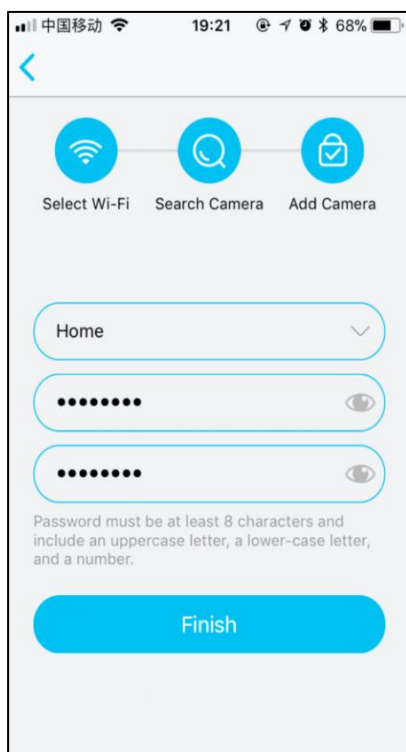 中国移动 19:21 68%
Select Wi-Fi Search Camera Add Camera
Home
••••••••
••••••••
Password must be at least 8 characters and
include an uppercase letter, a lower-case letter,
and a number.
Finish